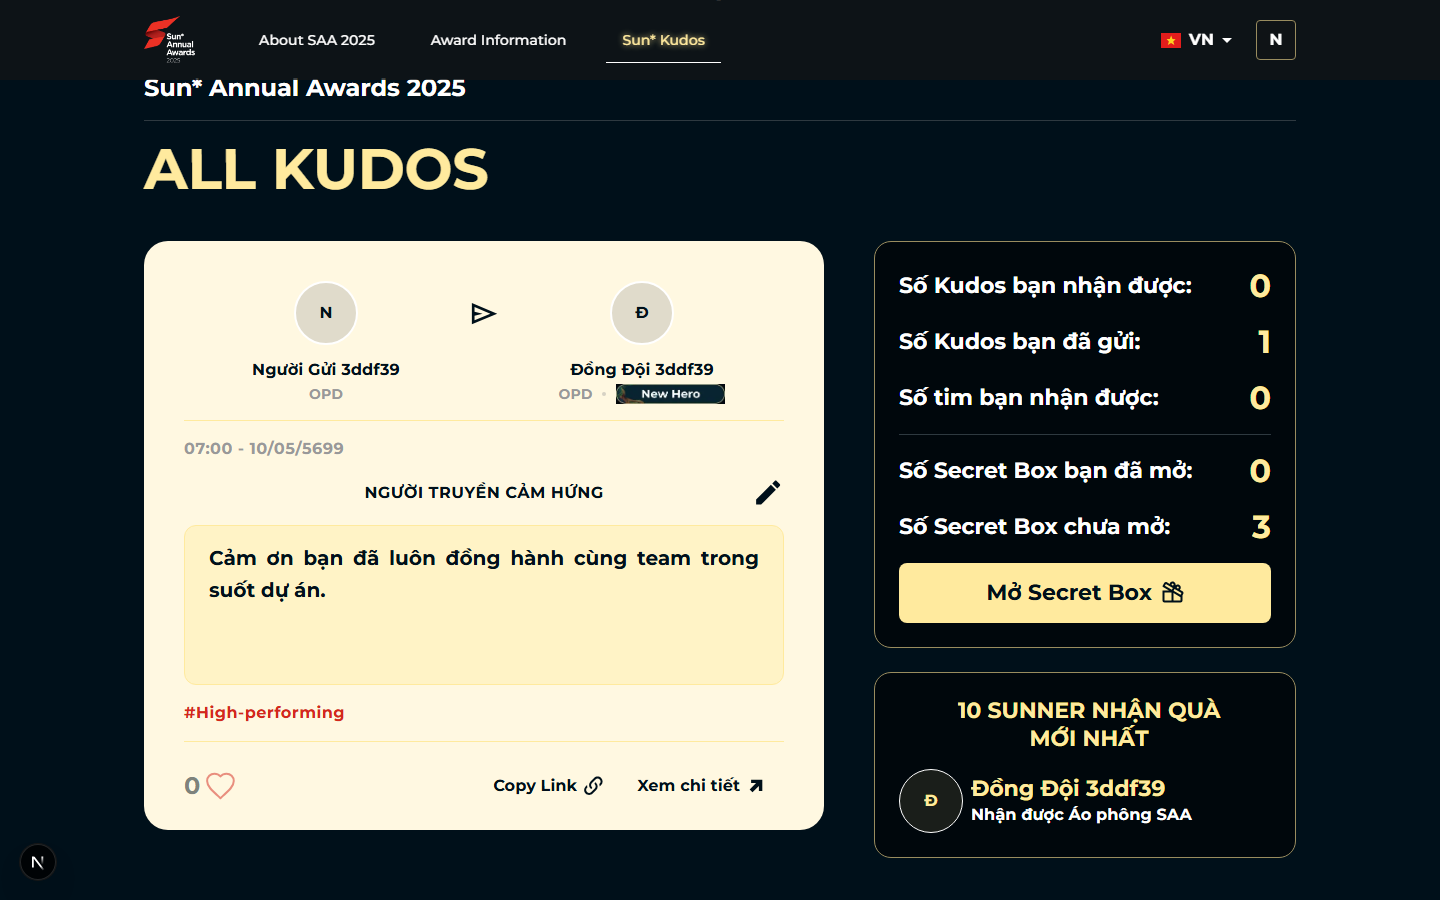 Sun*
Annual
Awards
2025
About SAA 2025
Award Information
Sun* Kudos
VN
N
Sun* Annual Awards 2025
ALL KUDOS
N
Đ
Người Gửi 3ddf39
Đồng Đội 3ddf39
OPD
OPD • New Hero
07:00 - 10/05/5699
NGƯỜI TRUYỀN CẢM HỨNG
Cảm ơn bạn đã luôn đồng hành cùng team trong
suốt dự án.
#High-performing
0
Copy Link
Xem chi tiết
Số Kudos bạn nhận được: 0
Số Kudos bạn đã gửi: 1
Số tim bạn nhận được: 0
Số Secret Box bạn đã mở: 0
Số Secret Box chưa mở: 3
Mở Secret Box
10 SUNNER NHẬN QUÀ
MỚI NHẤT
Đ
Đồng Đội 3ddf39
Nhận được Áo phông SAA
N